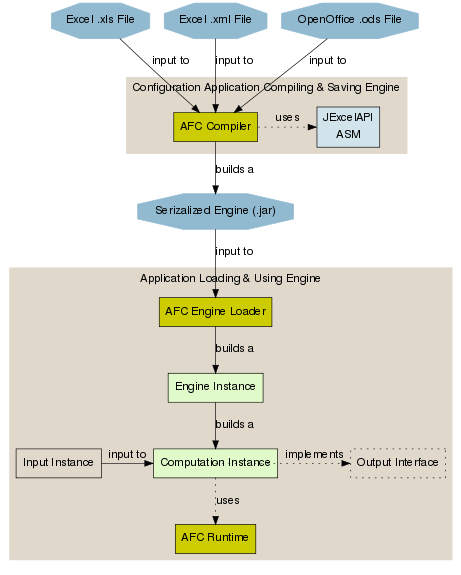 Excel .xls File
Excel .xml File
OpenOffice .ods File
input to
input to
input to
Configuration Application Compiling & Saving Engine
AFC Compiler
uses
JExcelAPI
ASM
builds a
Serizalized Engine (.jar)
input to
Application Loading & Using Engine
AFC Engine Loader
builds a
Engine Instance
builds a
Input Instance
input to
Computation Instance
implements
Output Interface
uses
AFC Runtime